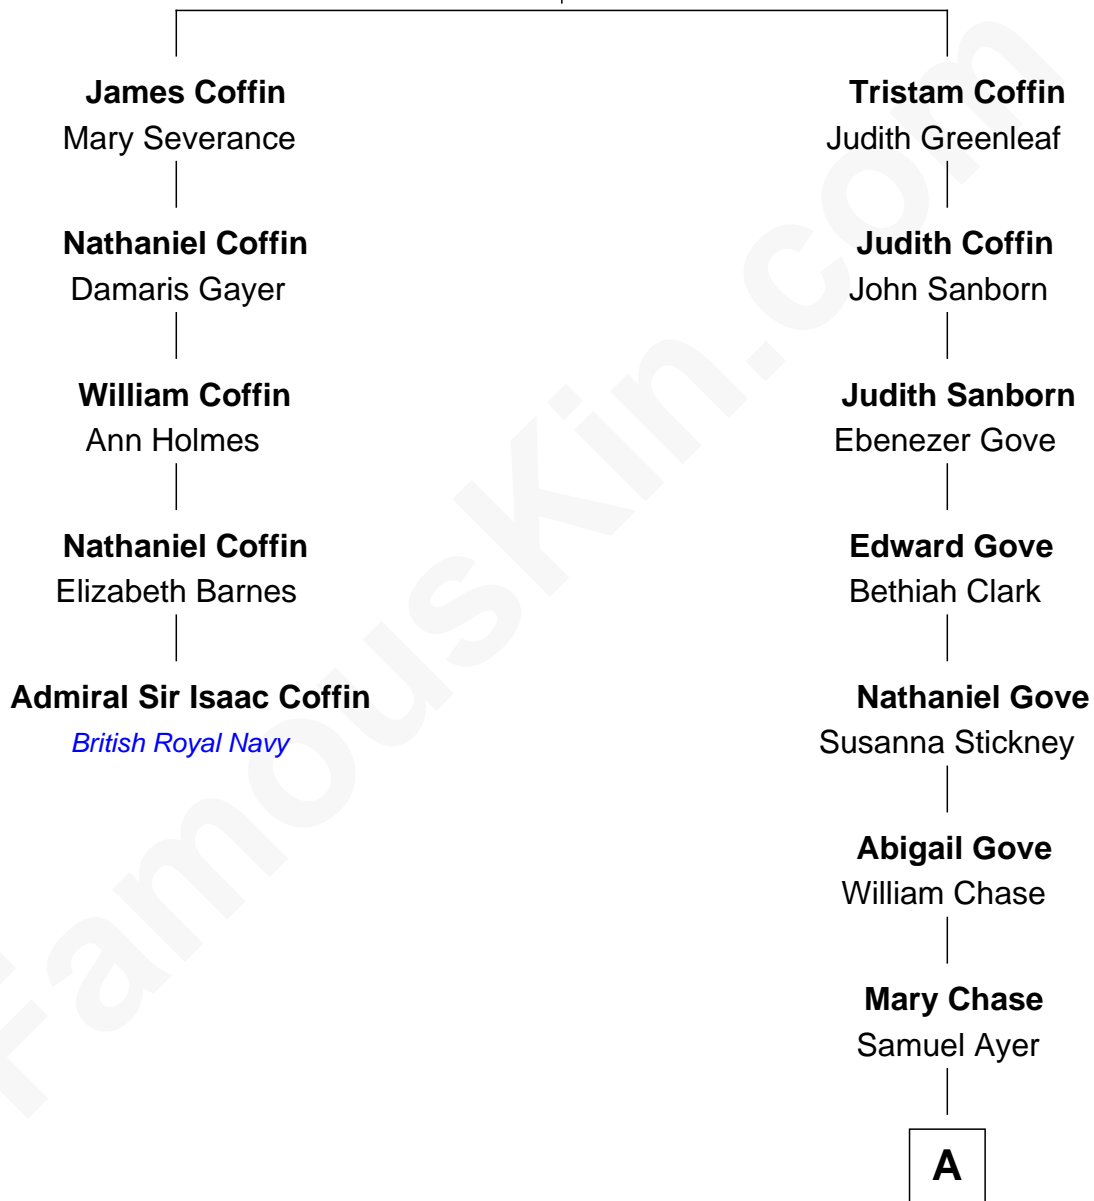 James Coffin
Mary Severance
Nathaniel Coffin
Damaris Gayer
William Coffin
Ann Holmes
Nathaniel Coffin
Elizabeth Barnes
Admiral Sir Isaac Coffin
British Royal Navy
Tristam Coffin
Judith Greenleaf
Judith Coffin
John Sanborn
Judith Sanborn
Ebenezer Gove
Edward Gove
Bethiah Clark
Nathaniel Gove
Susanna Stickney
Abigail Gove
William Chase
Mary Chase
Samuel Ayer
A
FamousKin.com